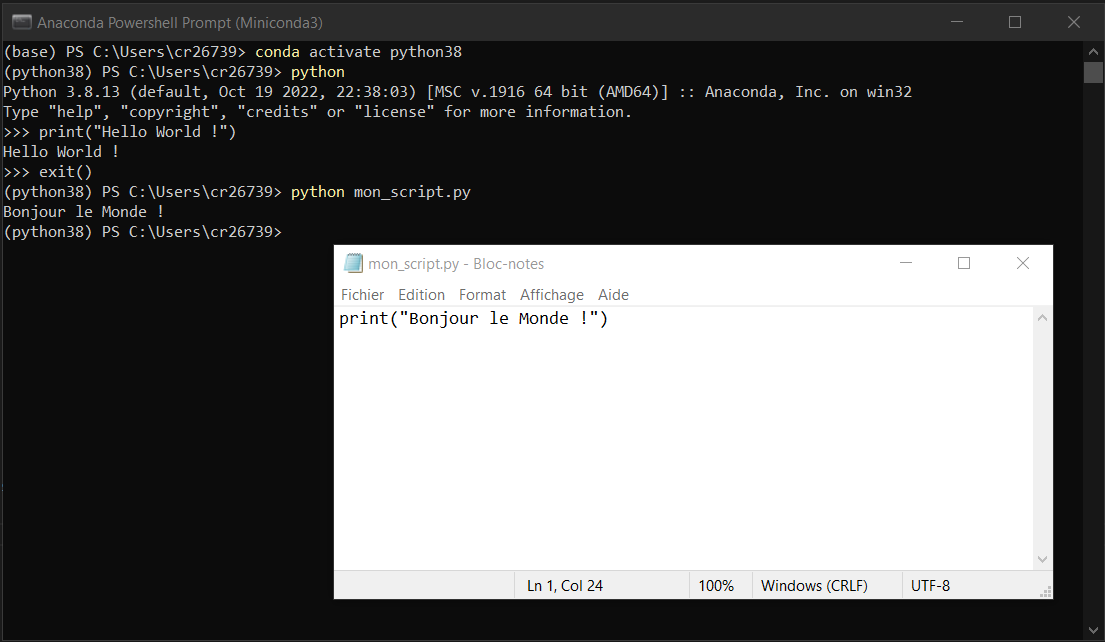 Anaconda Powershell Prompt (Miniconda3)
(base) PS C:\Users\cr26739> conda activate python38
(python38) PS C:\Users\cr26739> python
Python 3.8.13 (default, Oct 19 2022, 22:38:03) [MSC v.1916 64 bit (AMD64)] :: Anaconda, Inc. on win32
Type "help", "copyright", "credits" or "license" for more information.
>>> print("Hello World !")
Hello World !
>>> exit()
(python38) PS C:\Users\cr26739> python mon_script.py
Bonjour le Monde !
(python38) PS C:\Users\cr26739>
mon_script.py - Bloc-notes
Fichier Edition Format Affichage Aide
print("Bonjour le Monde !")
Ln 1, Col 24 100% Windows (CRLF) UTF-8